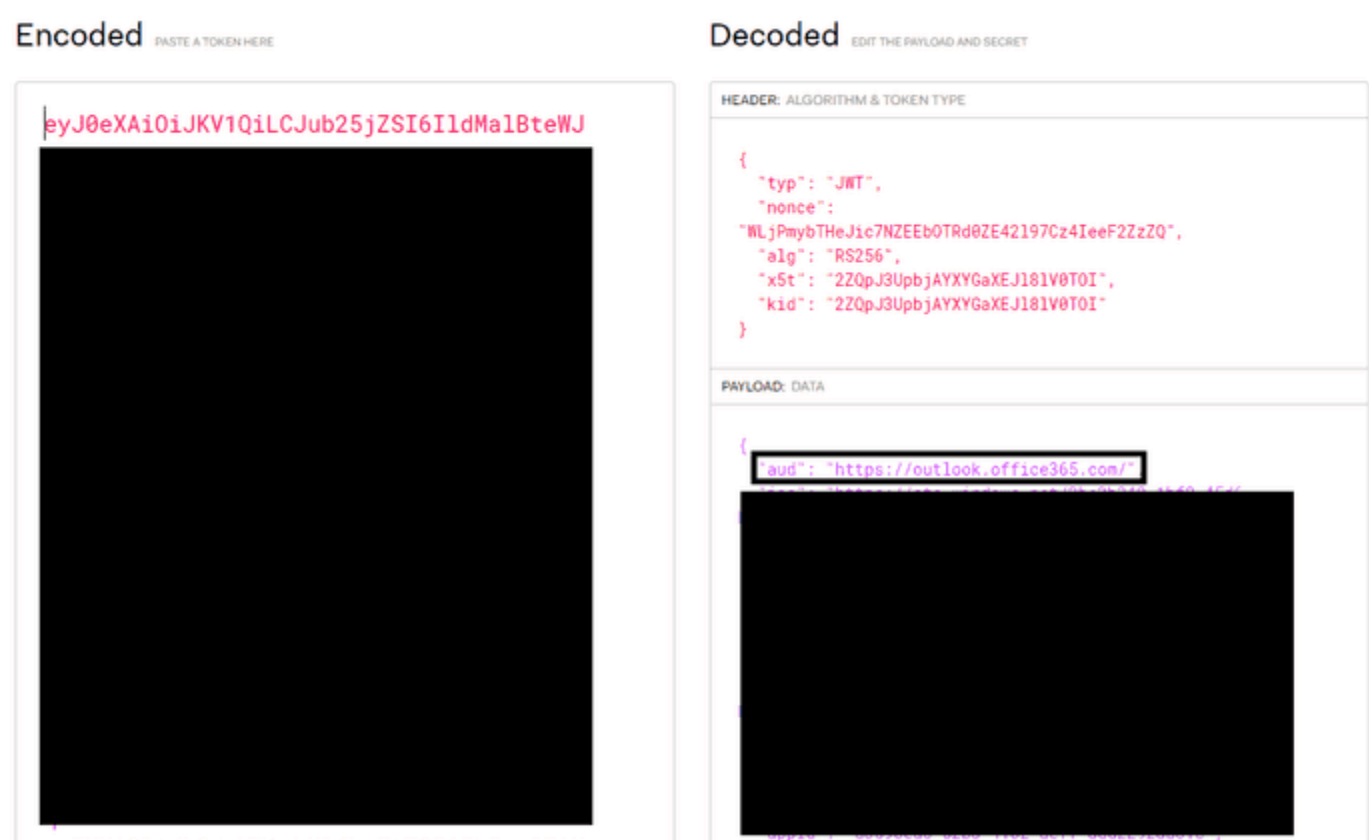 Encoded PASTE A TOKEN HERE
eyJ0eXAiOiJKV1QiLCJub25jZSI6IldMalBteWJ
Decoded EDIT THE PAYLOAD AND SECRET
HEADER: ALGORITHM & TOKEN TYPE
{
"typ": "JWT",
"nonce":
"WLjPmybTHeJic7NZEEbOTRd0ZE42l97Cz4IeeF2ZzZQ",
"alg": "RS256",
"x5t": "2ZQpJ3UpbjAYXYGaXEJl8lV0TOI",
"kid": "2ZQpJ3UpbjAYXYGaXEJl8lV0TOI"
}
PAYLOAD: DATA
{
"aud": "https://outlook.office365.com/"